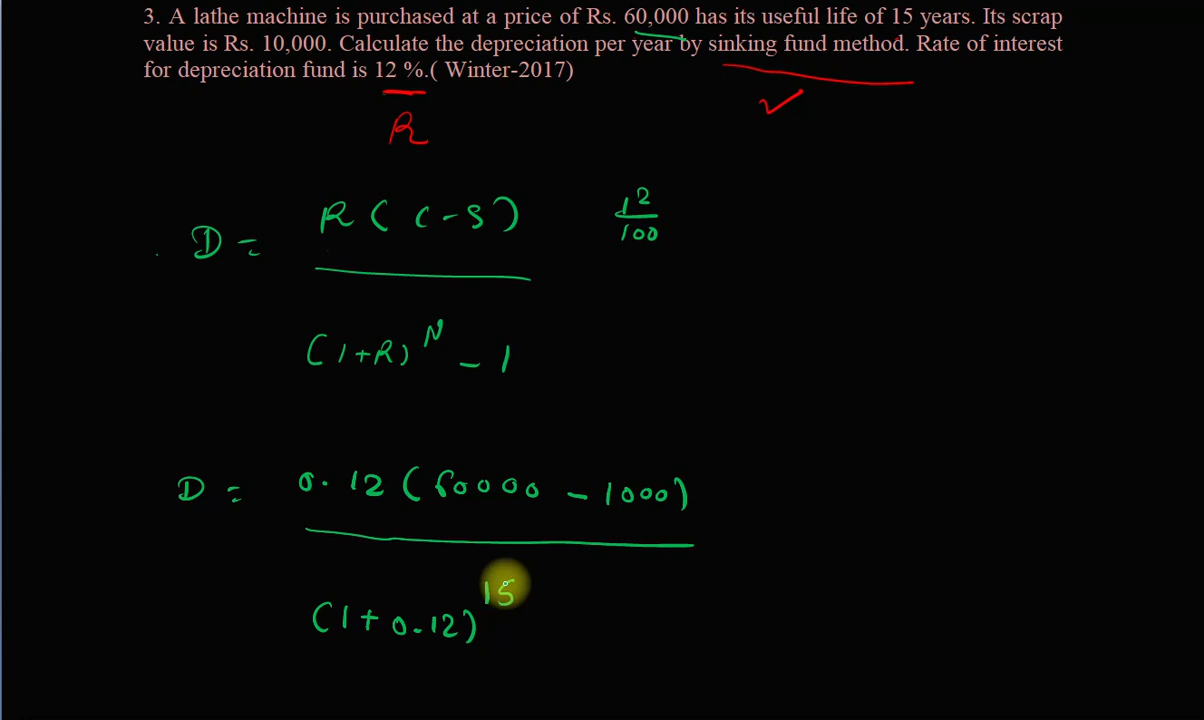 3. A lathe machine is purchased at a price of Rs. 60,000 has its useful life of 15 years. Its scrap
value is Rs. 10,000. Calculate the depreciation per year by sinking fund method. Rate of interest
for depreciation fund is 12 %.( Winter-2017)
R
R ( C - S ) 12
D = 100
(1+R)^N - 1
D = 0.12 ( 60000 - 1000)
(1 + 0.12)^15